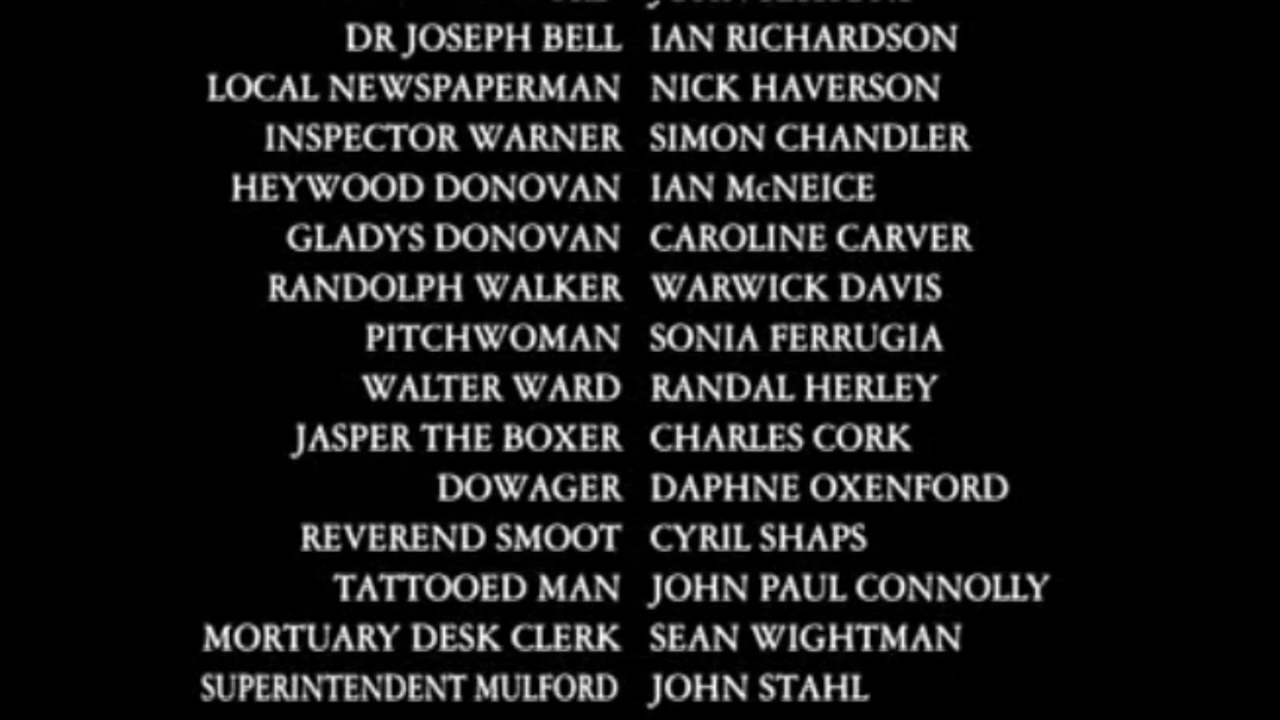 DR JOSEPH BELL IAN RICHARDSON
LOCAL NEWSPAPERMAN NICK HAVERSON
INSPECTOR WARNER SIMON CHANDLER
HEYWOOD DONOVAN IAN McNEICE
GLADYS DONOVAN CAROLINE CARVER
RANDOLPH WALKER WARWICK DAVIS
PITCHWOMAN SONIA FERRUGIA
WALTER WARD RANDAL HERLEY
JASPER THE BOXER CHARLES CORK
DOWAGER DAPHNE OXENFORD
REVEREND SMOOT CYRIL SHAPS
TATTOOED MAN JOHN PAUL CONNOLLY
MORTUARY DESK CLERK SEAN WIGHTMAN
SUPERINTENDENT MULFORD JOHN STAHL